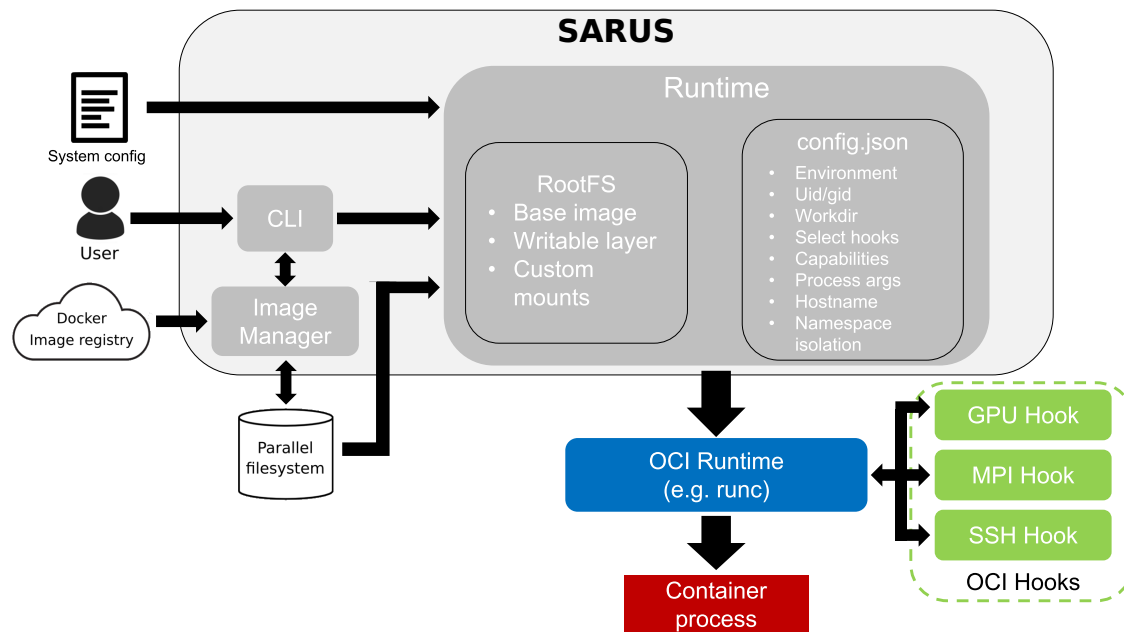 SARUS
System config
User
Docker
Image registry
CLI
Image
Manager
Parallel
filesystem
Runtime
RootFS
• Base image
• Writable layer
• Custom
mounts
config.json
• Environment
• Uid/gid
• Workdir
• Select hooks
• Capabilities
• Process args
• Hostname
• Namespace
isolation
OCI Runtime
(e.g. runc)
GPU Hook
MPI Hook
SSH Hook
OCI Hooks
Container
process